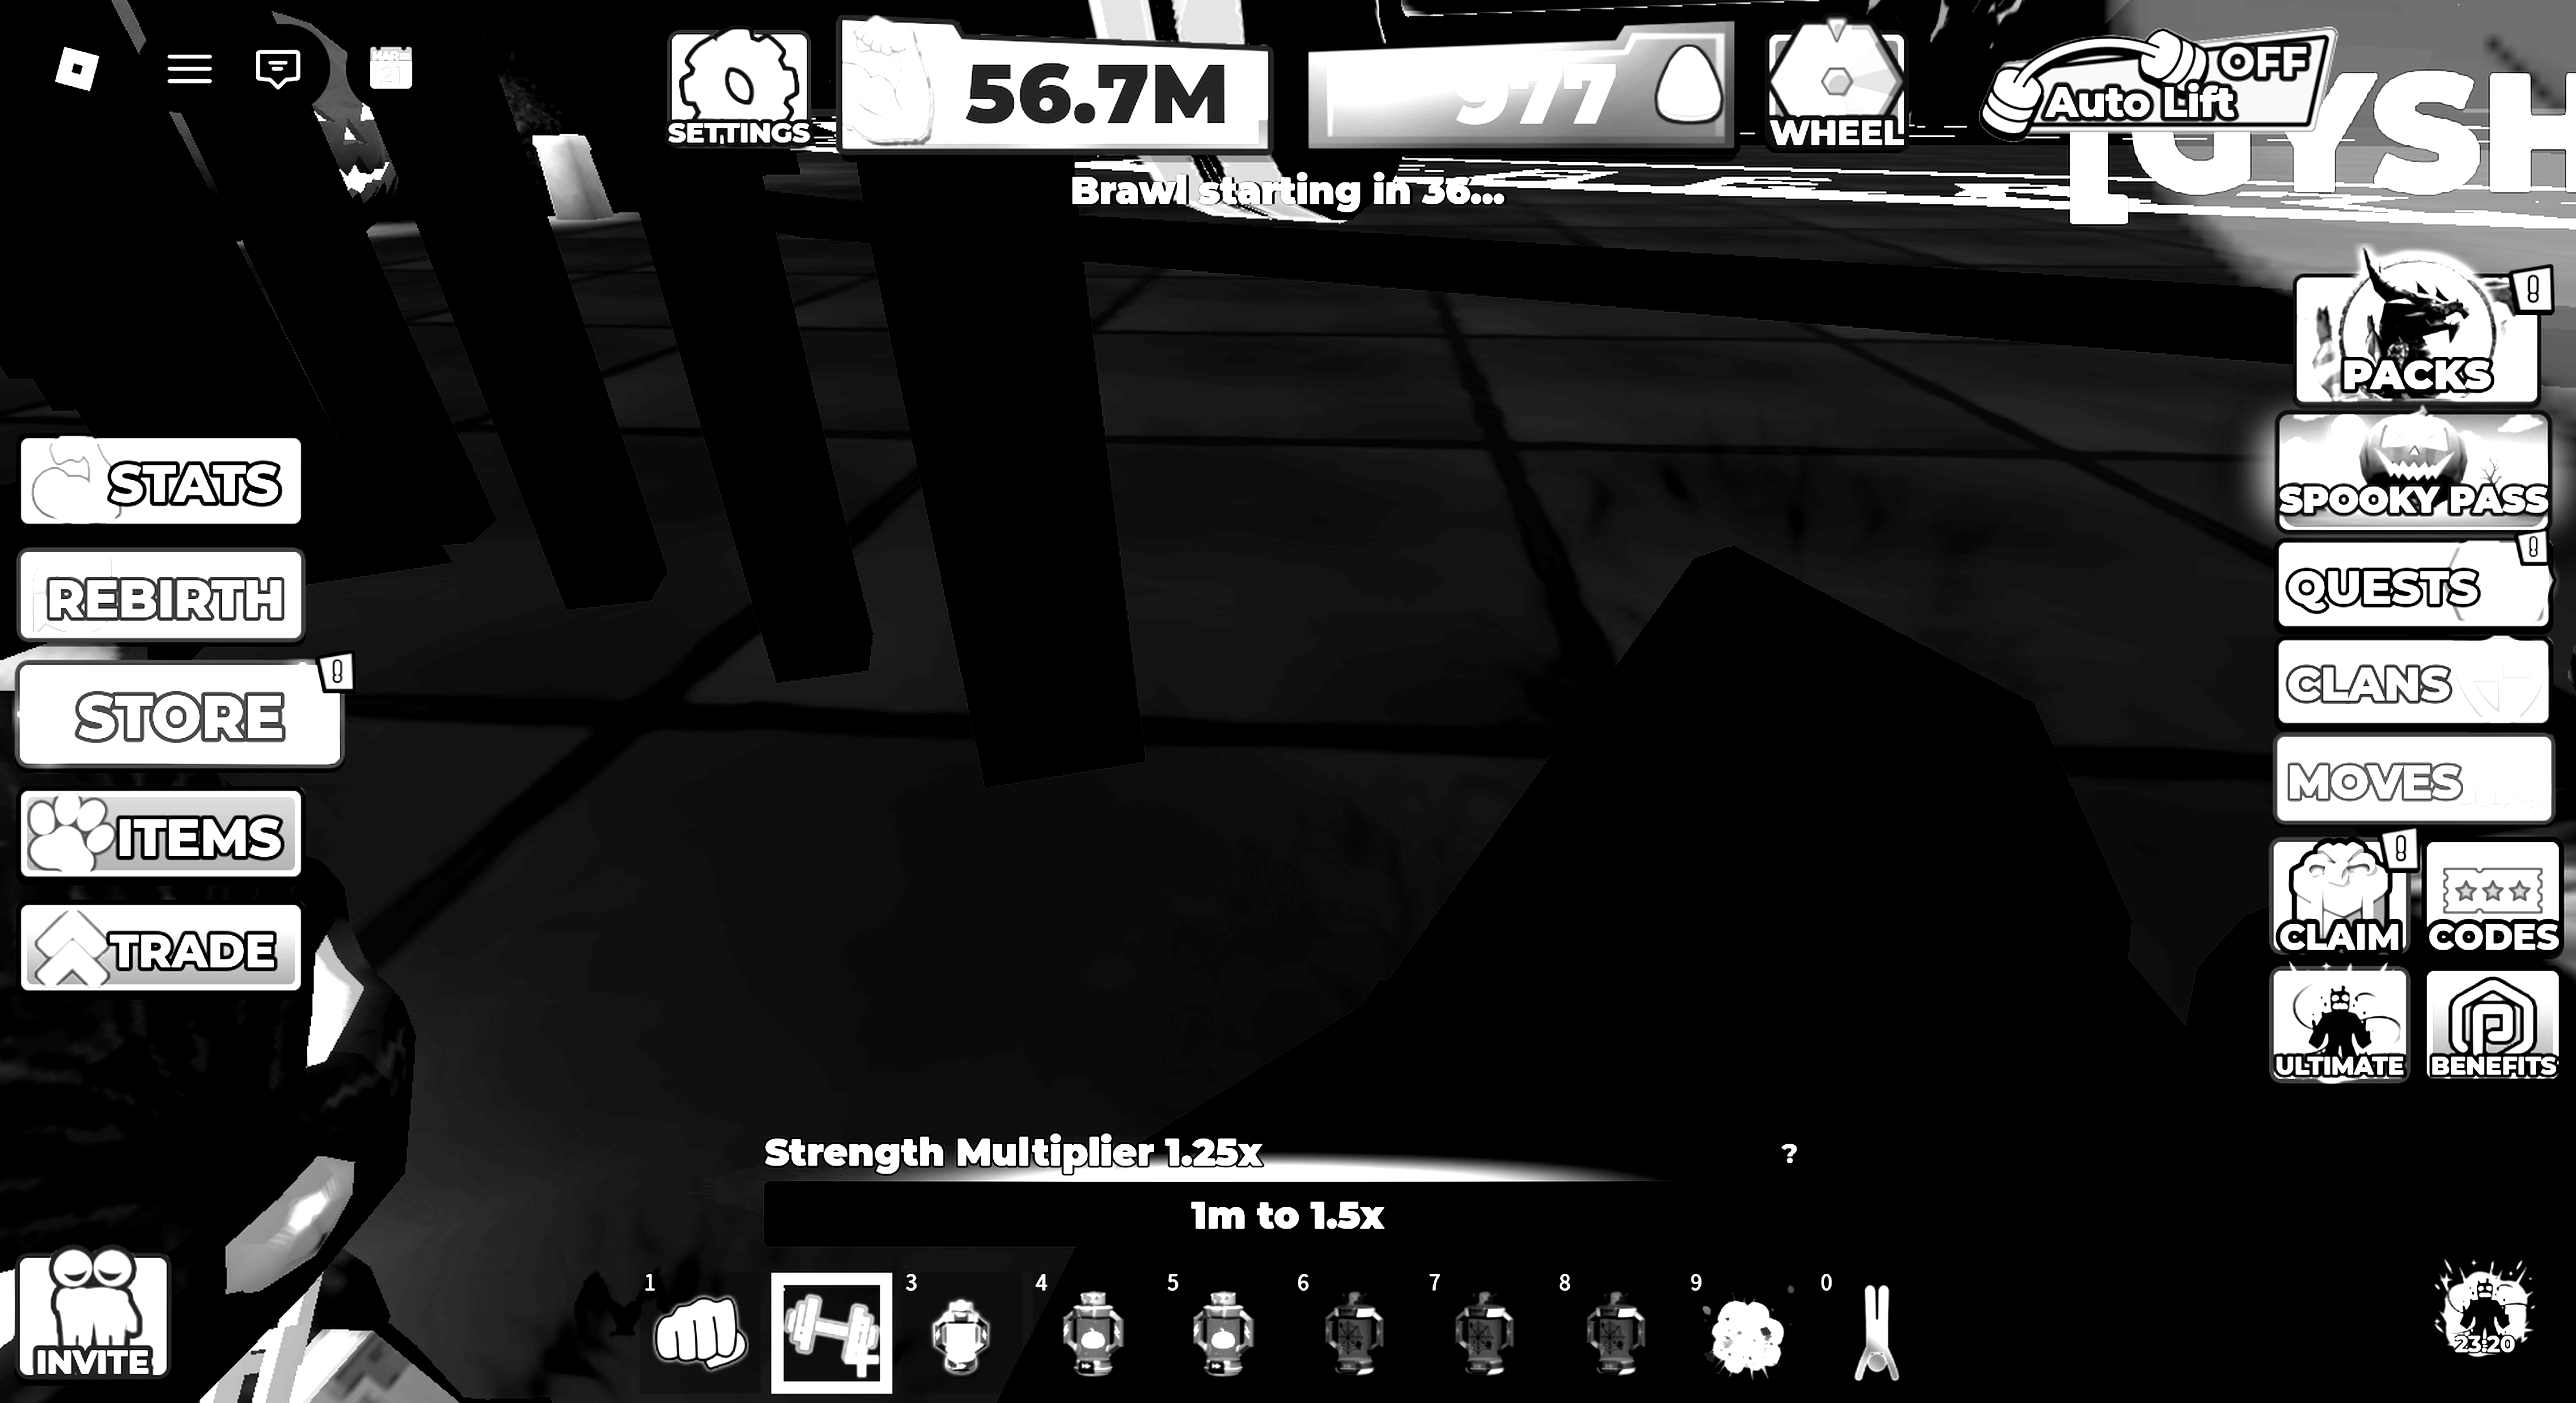 SETTINGS
56.7M
977
WHEEL
OFF
Auto Lift
Brawl starting in 36...
PACKS
SPOOKY PASS
STATS
QUESTS
REBIRTH
CLANS
STORE
MOVES
ITEMS
CLAIM
CODES
TRADE
ULTIMATE
BENEFITS
Strength Multiplier 1.25x
?
1m to 1.5x
1
3
4
5
6
7
8
9
0
INVITE
23:20